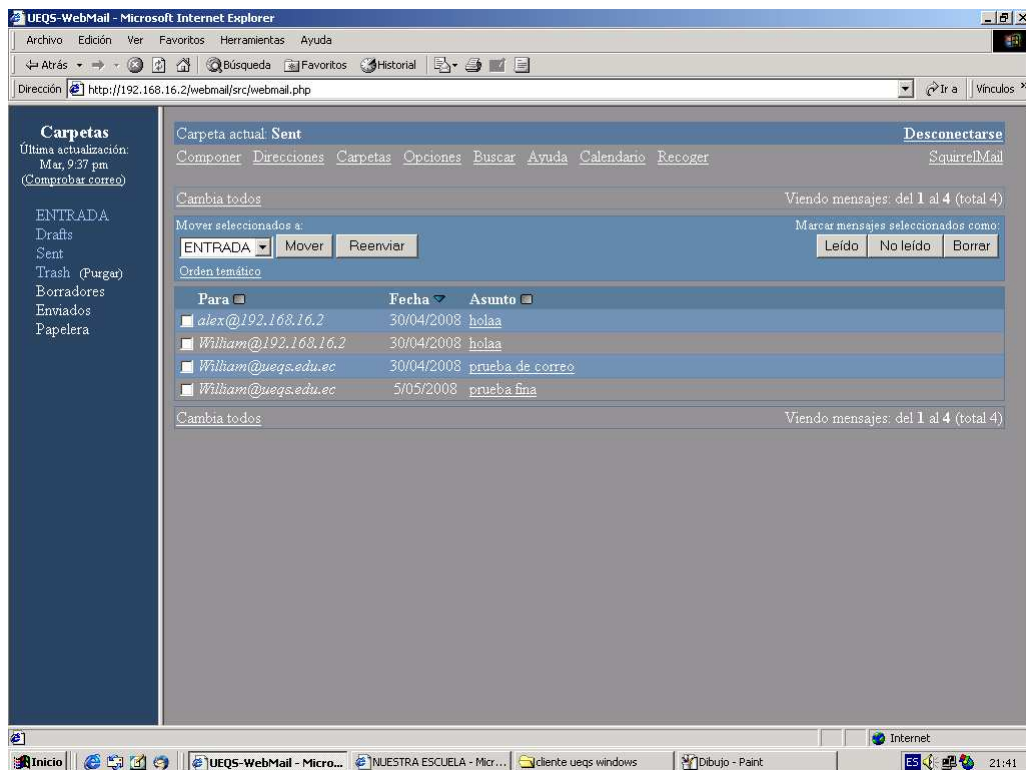 UEQS-WebMail - Microsoft Internet Explorer
Archivo Edición Ver Favoritos Herramientas Ayuda
Atrás Búsqueda Favoritos Historial
Dirección http://192.168.16.2/webmail/src/webmail.php Ir a Vínculos »
Carpetas
Última actualización:
Mar, 9:37 pm
(Comprobar correo)
ENTRADA
Drafts
Sent
Trash (Purgar)
Borradores
Enviados
Papelera
Carpeta actual: Sent Desconectarse
Componer Direcciones Carpetas Opciones Buscar Ayuda Calendario Recoger SquirrelMail
Cambia todos Viendo mensajes: del 1 al 4 (total 4)
Mover seleccionados a: Marcar mensajes seleccionados como:
ENTRADA Mover Reenviar Leído No leído Borrar
Orden temático
Para Fecha Asunto
alex@192.168.16.2 30/04/2008 holaa
William@192.168.16.2 30/04/2008 holaa
William@ueqs.edu.ec 30/04/2008 prueba de correo
William@ueqs.edu.ec 5/05/2008 prueba fina
Cambia todos Viendo mensajes: del 1 al 4 (total 4)
Internet
Inicio UEQS-WebMail - Micro... NUESTRA ESCUELA - Micr... cliente ueqs windows Dibujo - Paint ES 21:41